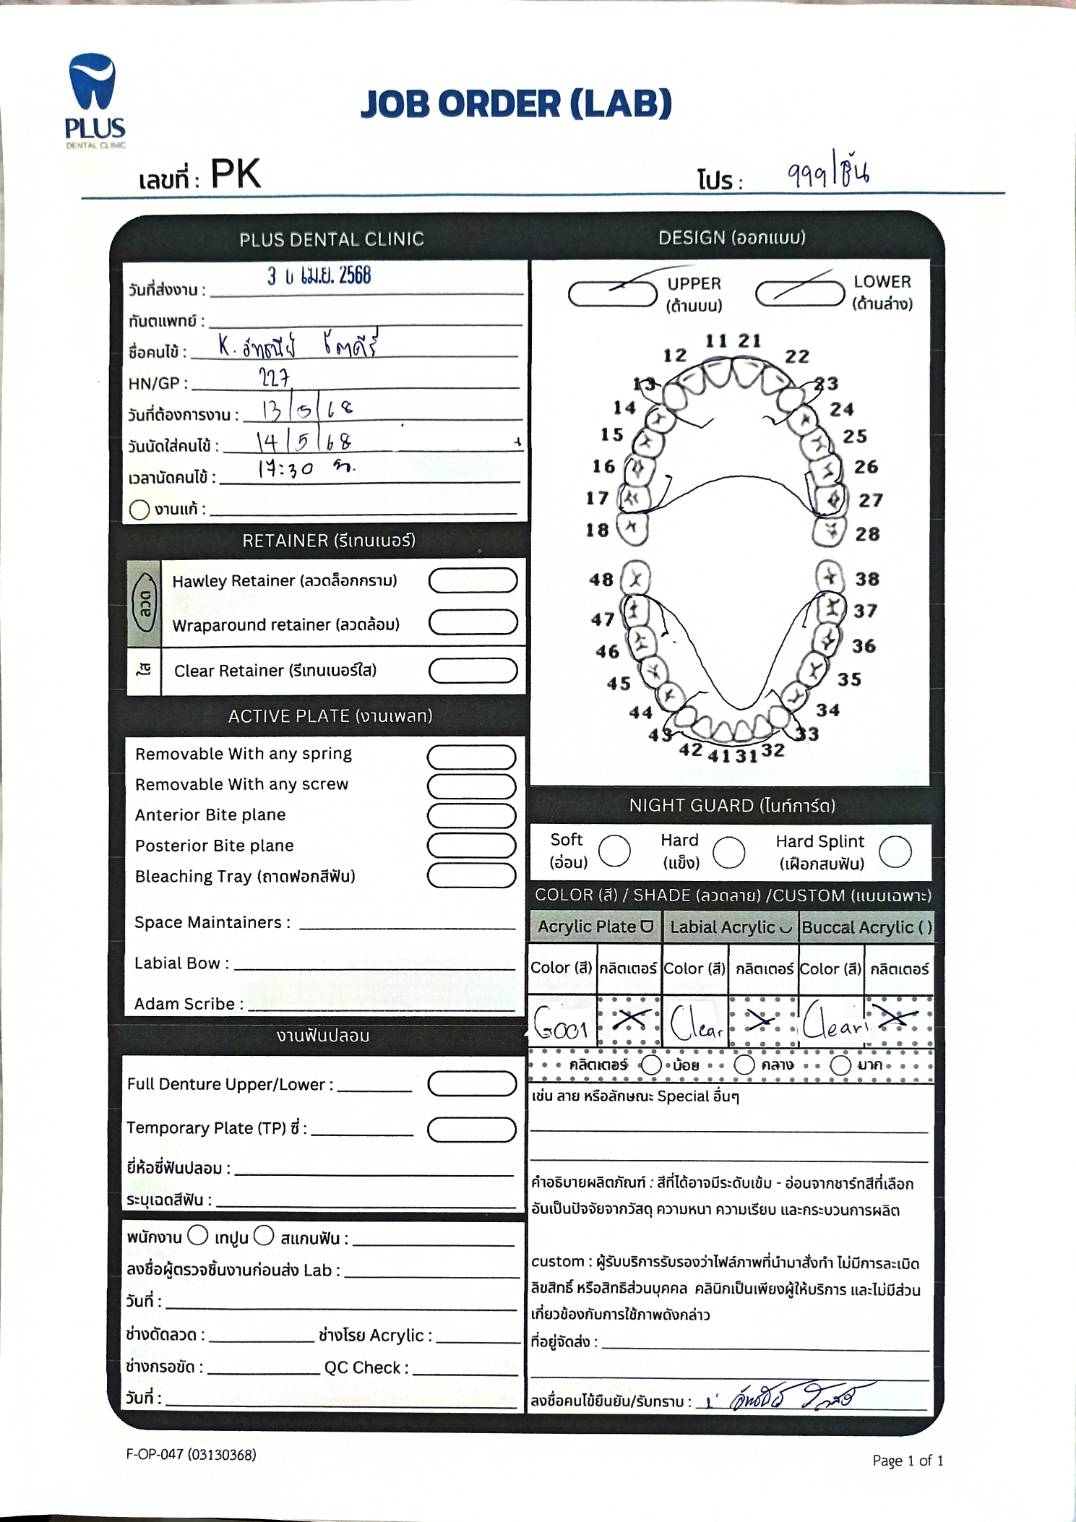 PLUS
DENTAL CLINIC
JOB ORDER (LAB)
เลขที่ : PK
โปร : 999/ชิ้น
PLUS DENTAL CLINIC
วันที่ส่งงาน : 3 0 เม.ย. 2568
ทันตแพทย์ :
ชื่อคนไข้ : K.
HN/GP : 227
วันที่ต้องการงาน : 13/5/68
วันนัดใส่คนไข้ : 14/5/68
เวลานัดคนไข้ : 17:30 น.
งานแก้ :
RETAINER (รีเทนเนอร์)
ลวด
Hawley Retainer (ลวดล็อกกราม)
Wraparound retainer (ลวดล้อม)
ใส
Clear Retainer (รีเทนเนอร์ใส)
ACTIVE PLATE (งานเพลท)
Removable With any spring
Removable With any screw
Anterior Bite plane
Posterior Bite plane
Bleaching Tray (ถาดฟอกสีฟัน)
Space Maintainers :
Labial Bow :
Adam Scribe :
งานฟันปลอม
Full Denture Upper/Lower :
Temporary Plate (TP) ซี่ :
ยี่ห้อซี่ฟันปลอม :
ระบุเฉดสีฟัน :
พนักงาน เทปูน สแกนฟัน :
ลงชื่อผู้ตรวจชิ้นงานก่อนส่ง Lab :
วันที่ :
ช่างดัดลวด : ช่างโรย Acrylic :
ช่างกรอขัด : QC Check :
วันที่ :
DESIGN (ออกแบบ)
UPPER (ด้านบน)
LOWER (ด้านล่าง)
11 21
12 22
13 23
14 24
15 25
16 26
17 27
18 28
48 38
47 37
46 36
45 35
44 34
43 33
42 41 31 32
NIGHT GUARD (ไนท์การ์ด)
Soft (อ่อน)
Hard (แข็ง)
Hard Splint (เฝือกสบฟัน)
COLOR (สี) / SHADE (ลวดลาย) /CUSTOM (แบบเฉพาะ)
Acrylic Plate Labial Acrylic Buccal Acrylic ( )
Color (สี) กลิตเตอร์ Color (สี) กลิตเตอร์ Color (สี) กลิตเตอร์
G001 Clear Clear
กลิตเตอร์ น้อย กลาง มาก
เช่น ลาย หรือลักษณะ Special อื่นๆ
คำอธิบายผลิตภัณฑ์ : สีที่ได้อาจมีระดับเข้ม - อ่อนจากชาร์ทสีที่เลือก
อันเป็นปัจจัยจากวัสดุ ความหนา ความเรียบ และกระบวนการผลิต
custom : ผู้รับบริการรับรองว่าไฟล์ภาพที่นำมาสั่งทำ ไม่มีการละเมิด
ลิขสิทธิ์ หรือสิทธิส่วนบุคคล คลินิกเป็นเพียงผู้ให้บริการ และไม่มีส่วน
เกี่ยวข้องกับการใช้ภาพดังกล่าว
ที่อยู่จัดส่ง :
ลงชื่อคนไข้ยืนยัน/รับทราบ :
F-OP-047 (03130368)
Page 1 of 1